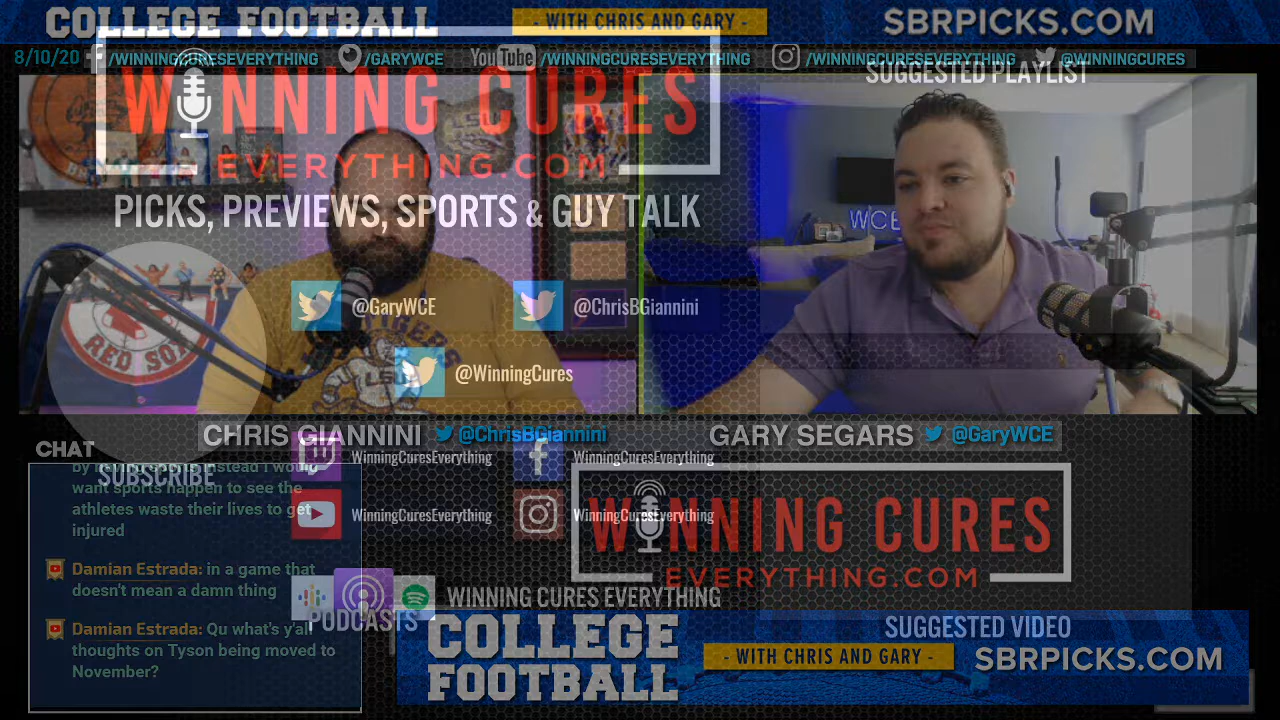 COLLEGE FOOTBALL
- WITH CHRIS AND GARY -
SBRPICKS.COM
8/10/20
/WINNINGCURESEVERYTHING
/GARYWCE
YouTube
/WINNINGCURESEVERYTHING
/WINNINGCURESEVERYTHING
@WINNINGCURES
SUGGESTED PLAYLIST
WINNING CURES
EVERYTHING.COM
PICKS, PREVIEWS, SPORTS & GUY TALK
WCE
@GaryWCE
@ChrisBGiannini
RED SOX
TIGERS
LSU
@WinningCures
CHRIS GIANNINI
@ChrisBGiannini
GARY SEGARS
@GaryWCE
CHAT
WinningCuresEverything
WinningCuresEverything
SUBSCRIBE
instead I would
want sports happen to see the
athletes waste their lives to get
injured
WinningCuresEverything
WinningCuresEverything
WINNING CURES
EVERYTHING.COM
Damian Estrada: in a game that
doesn't mean a damn thing
WINNING CURES EVERYTHING
PODCASTS
Damian Estrada: Qu what's y'all
thoughts on Tyson being moved to
November?
COLLEGE
FOOTBALL
- WITH CHRIS AND GARY -
SUGGESTED VIDEO
SBRPICKS.COM